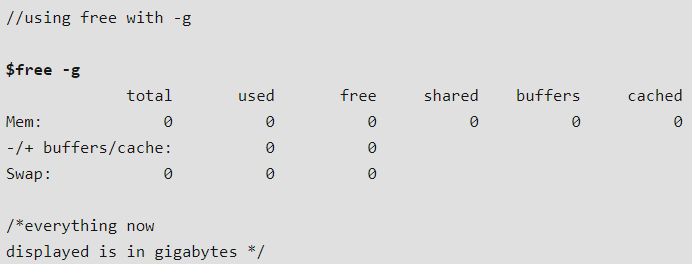 //using free with -g
$free -g
total used free shared buffers cached
Mem: 0 0 0 0 0 0
-/+ buffers/cache: 0 0
Swap: 0 0 0
/*everything now
displayed is in gigabytes */